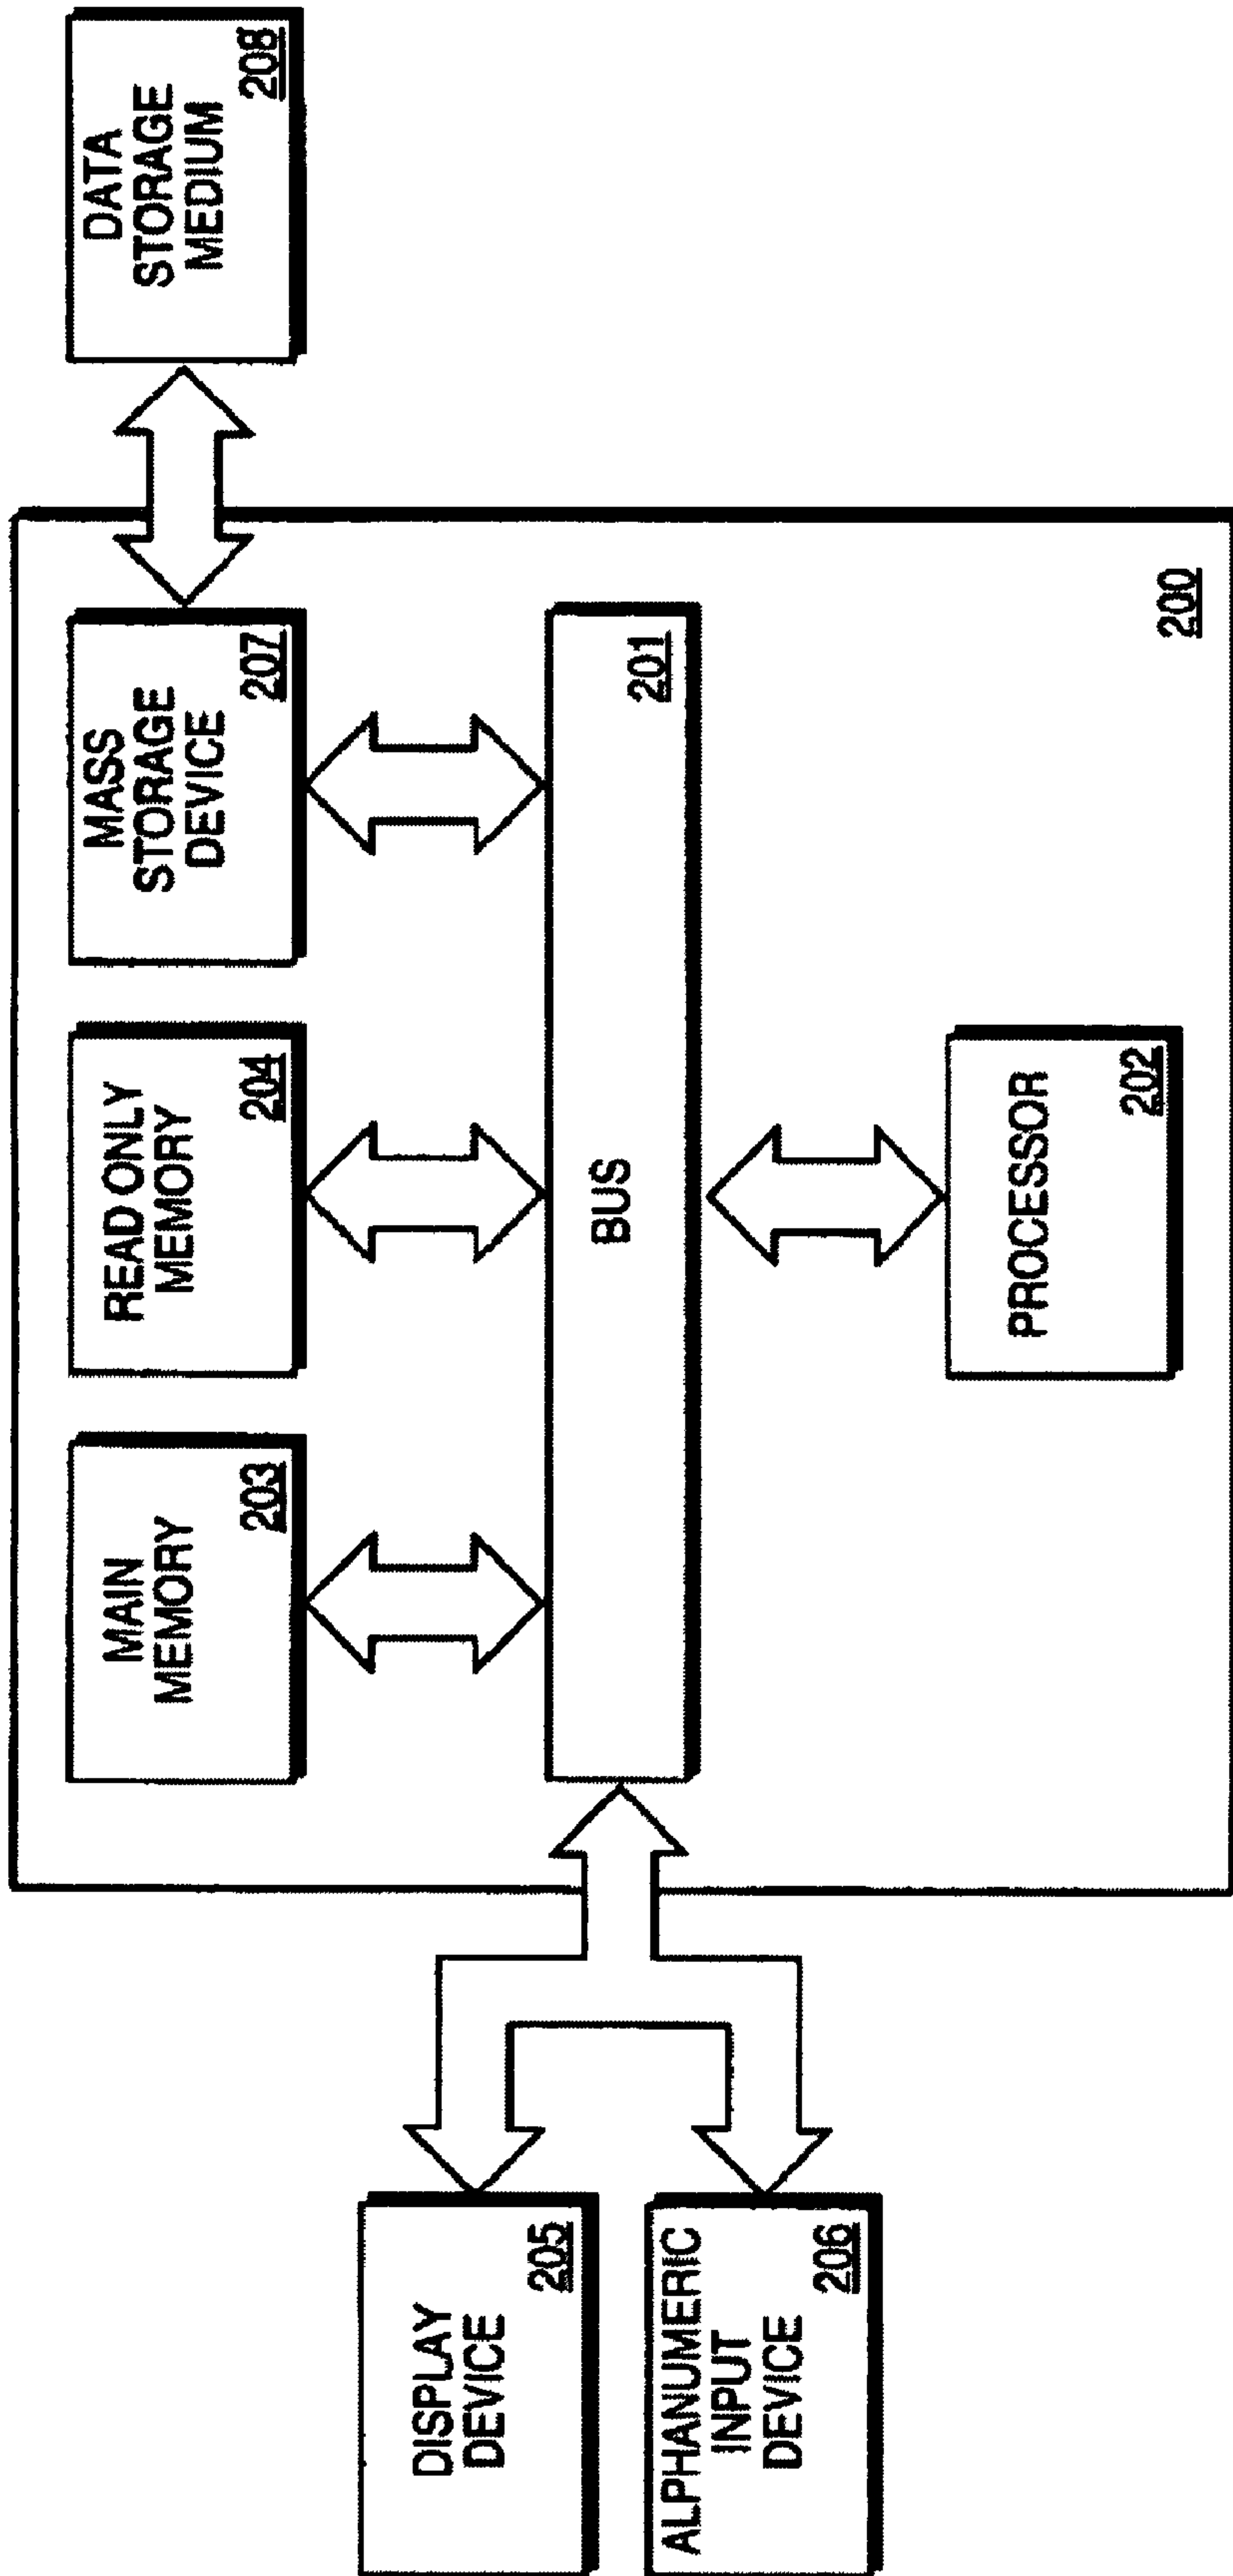 MAIN
MEMORY
203
READ ONLY
MEMORY
204
MASS
STORAGE
DEVICE
207
DATA
STORAGE
MEDIUM
208
DISPLAY
DEVICE
205
BUS
201
ALPHANUMERIC
INPUT
DEVICE
206
PROCESSOR
202
200